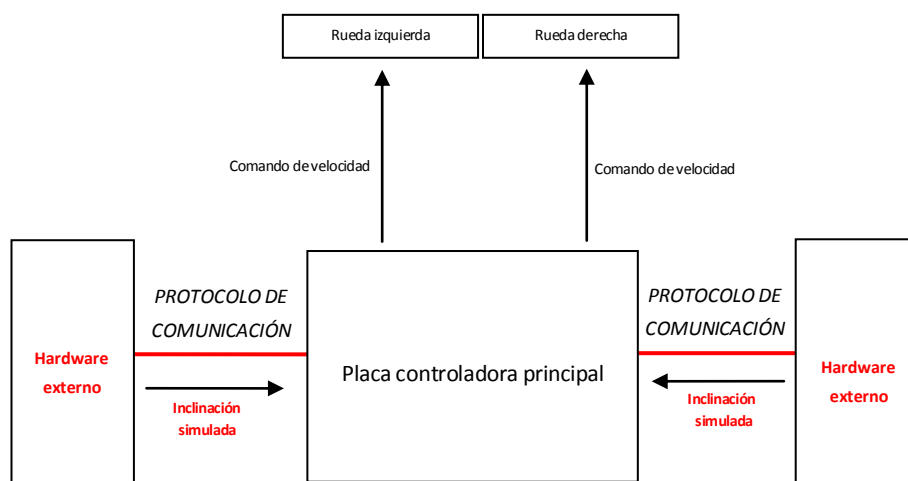 Rueda izquierda
Rueda derecha
Comando de velocidad
Comando de velocidad
PROTOCOLO DE
COMUNICACIÓN
PROTOCOLO DE
COMUNICACIÓN
Hardware
externo
Placa controladora principal
Hardware
externo
Inclinación
simulada
Inclinación
simulada